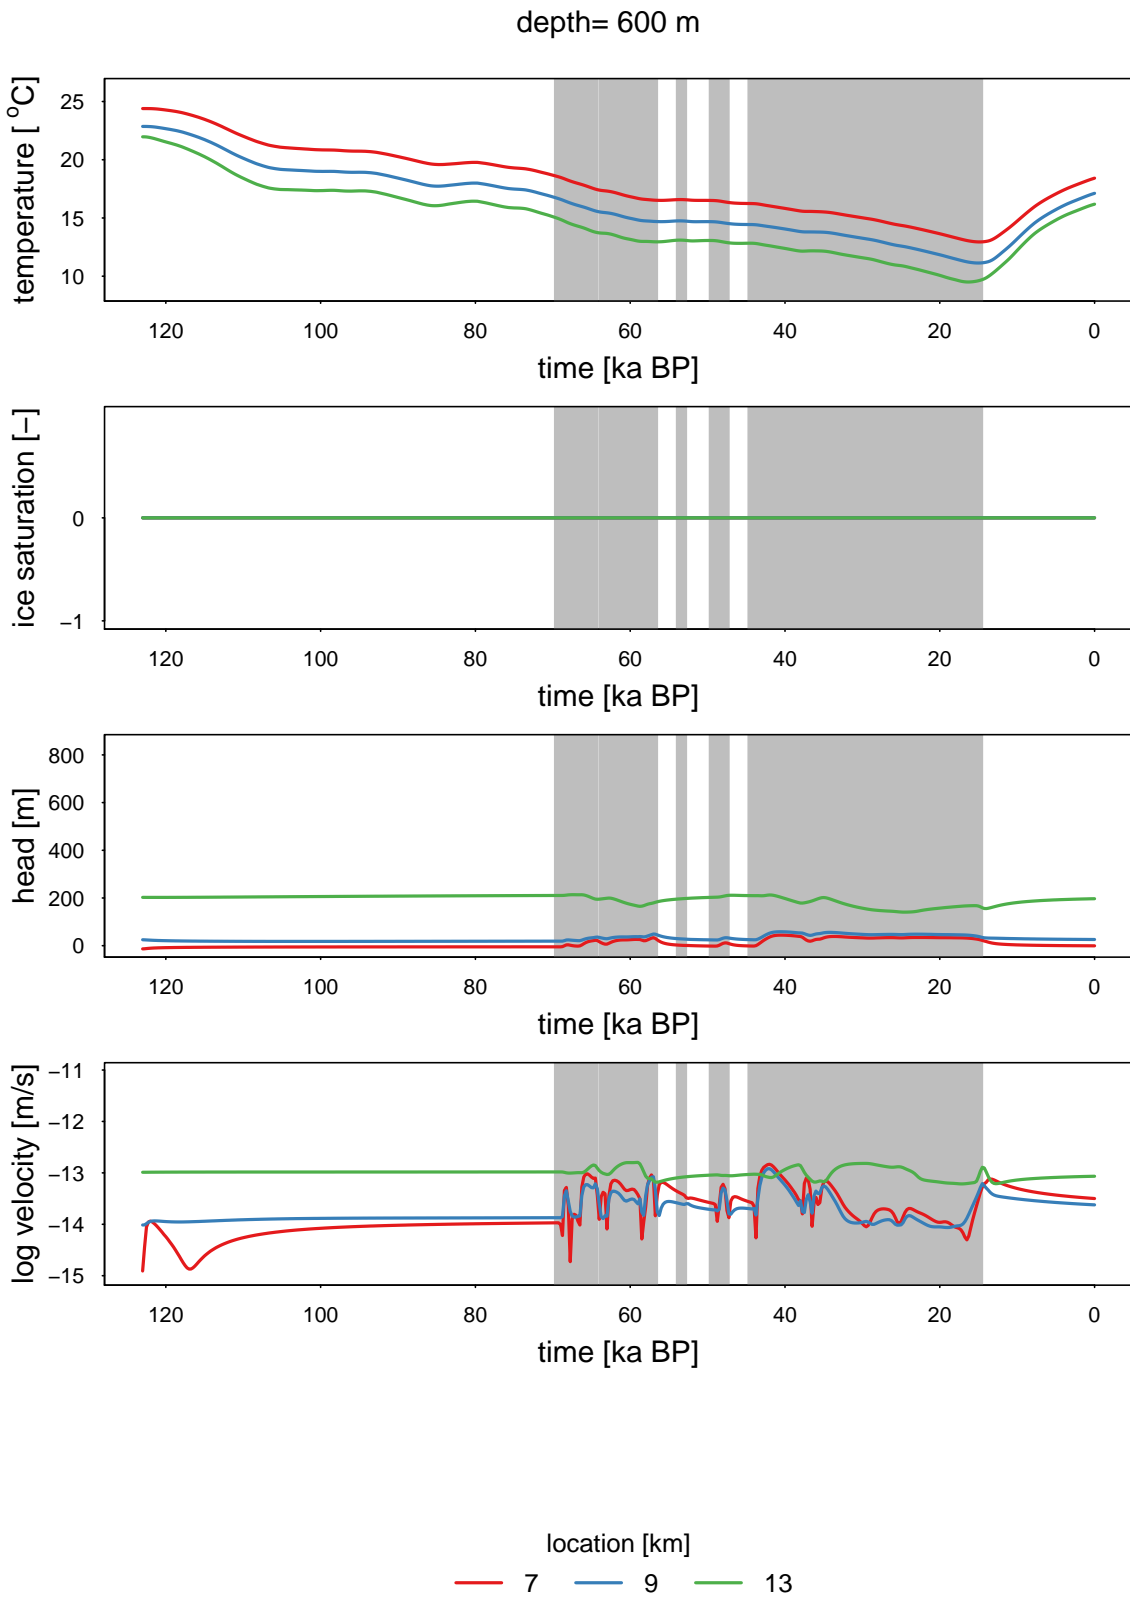 depth= 600 m
temperature [ °C]
25
20
15
10
120 100 80 60 40 20 0
time [ka BP]
ice saturation [−]
0
−1
120 100 80 60 40 20 0
time [ka BP]
head [m]
800
600
400
200
0
120 100 80 60 40 20 0
time [ka BP]
log velocity [m/s]
−11
−12
−13
−14
−15
120 100 80 60 40 20 0
time [ka BP]
location [km]
7 9 13